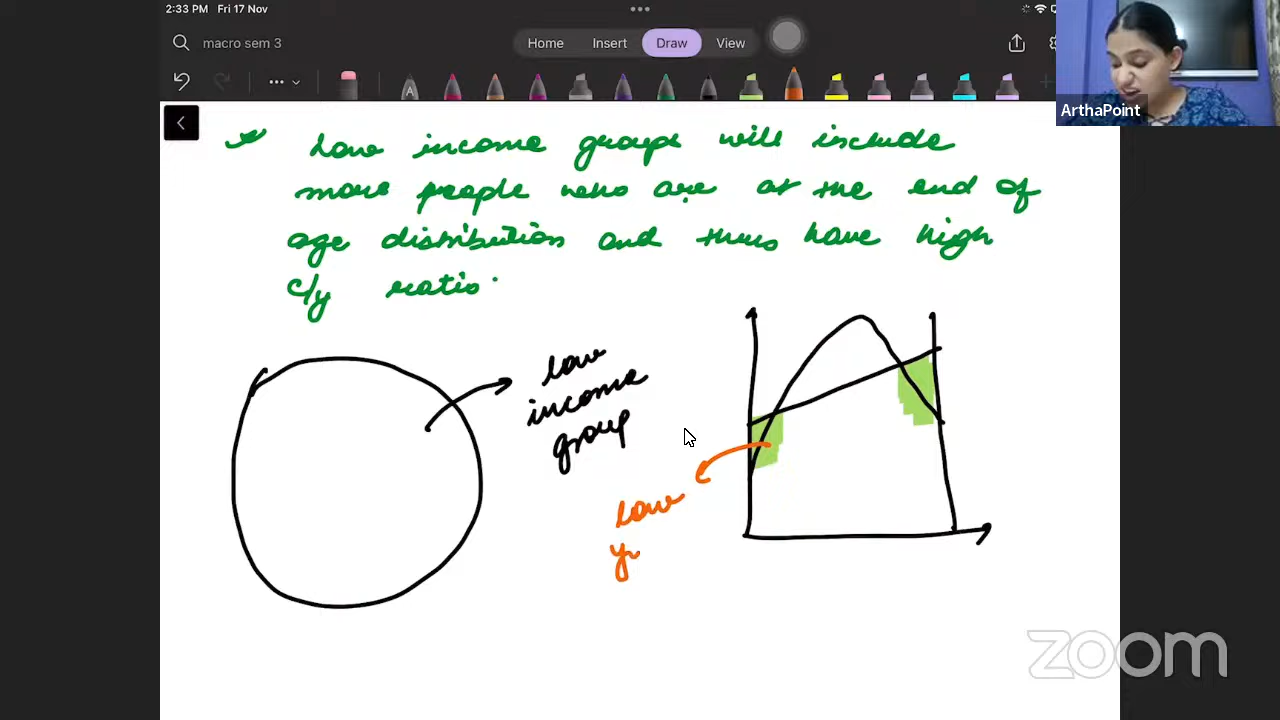 2:33 PM Fri 17 Nov
macro sem 3
Home Insert Draw View
A
ArthaPoint
Low income groups will include
more people who are at the end of
age distribution and thus have high
c/y ratio.
low
income
group
low
y
zoom